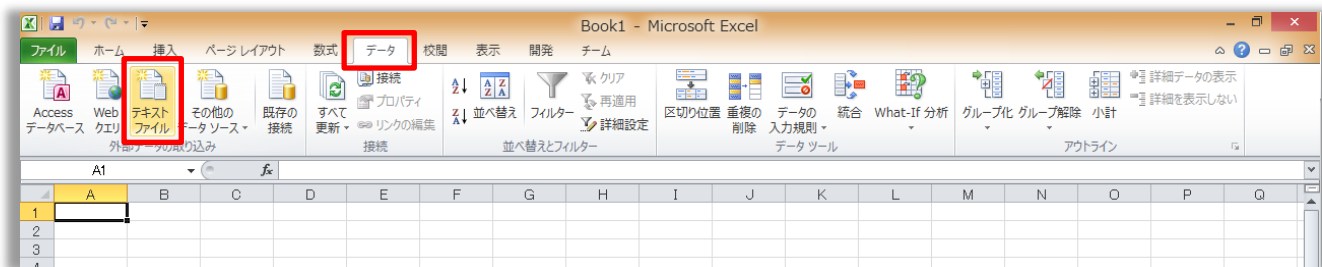 Book1 - Microsoft Excel
ファイル ホーム 挿入 ページ レイアウト 数式 データ 校閲 表示 開発 チーム
Access データベース
Web クエリ
テキスト ファイル
その他の データ ソース
既存の 接続
外部データの取り込み
すべて 更新
接続
プロパティ
リンクの編集
接続
並べ替え
フィルター
クリア
再適用
詳細設定
並べ替えとフィルター
区切り位置
重複の 削除
データの 入力規則
統合
What-If 分析
データ ツール
グループ化
グループ解除
小計
詳細データの表示
詳細を表示しない
アウトライン
A1 fx
A B C D E F G H I J K L M N O P Q
1
2
3
4